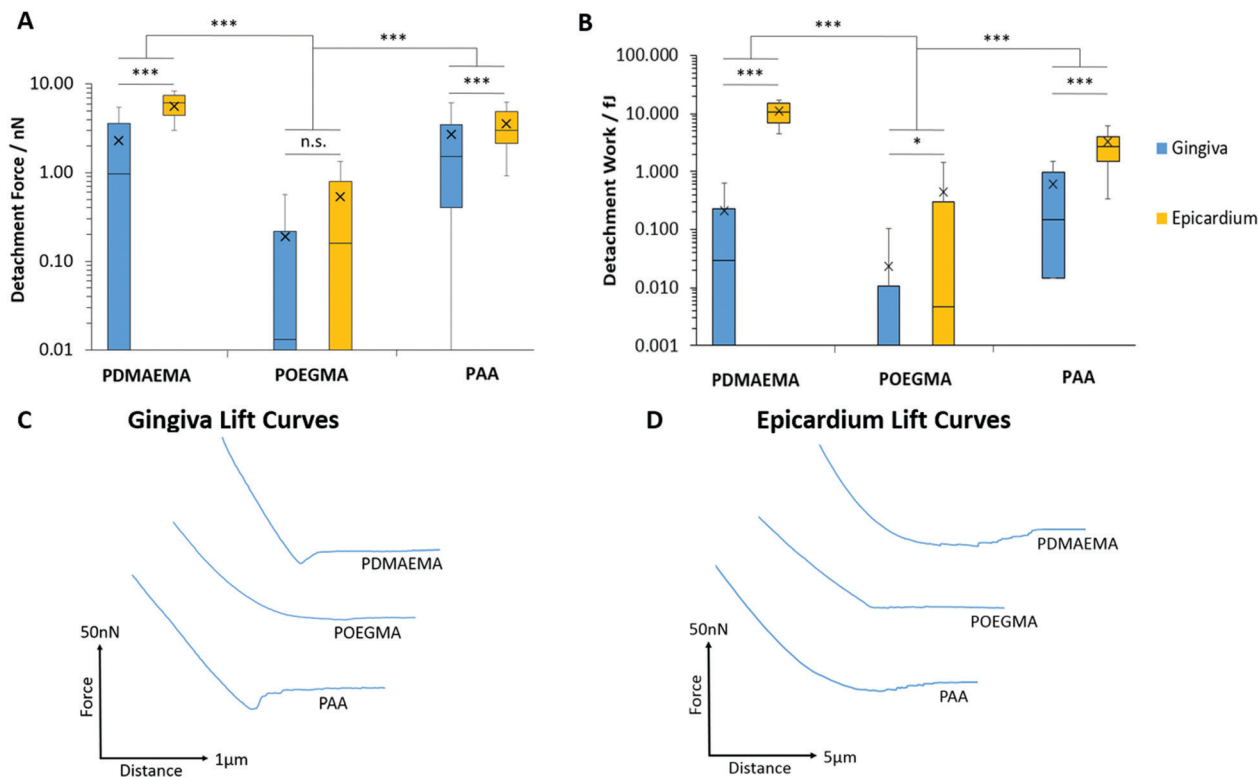 A
***
***
***
***
n.s.
Detachment Force / nN
10.00
1.00
0.10
0.01
PDMAEMA
POEGMA
PAA
B
***
***
***
***
*
Detachment Work / fJ
100.000
10.000
1.000
0.100
0.010
0.001
PDMAEMA
POEGMA
PAA
Gingiva
Epicardium
C
Gingiva Lift Curves
PDMAEMA
POEGMA
PAA
50nN
Force
Distance
1μm
D
Epicardium Lift Curves
PDMAEMA
POEGMA
PAA
50nN
Force
Distance
5μm